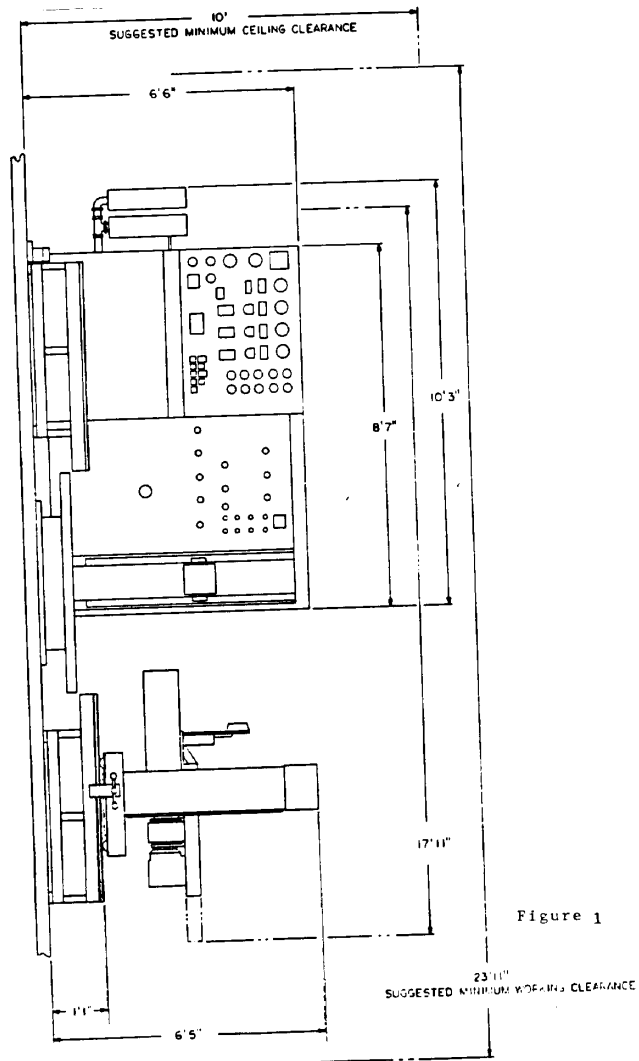 10'
SUGGESTED MINIMUM CEILING CLEARANCE
6'6"
10'3"
8'7"
17'11"
Figure 1
23'11"
SUGGESTED MINIMUM WORKING CLEARANCE
1'1"
6'5"